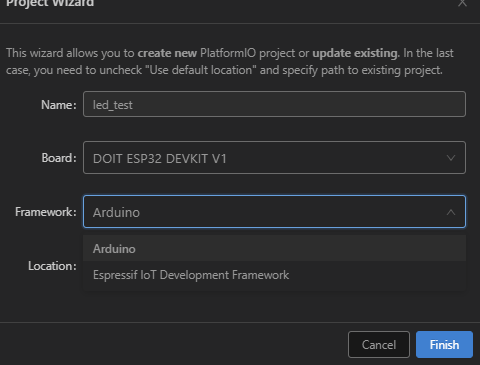 Project Wizard
This wizard allows you to create new PlatformIO project or update existing. In the last
case, you need to uncheck "Use default location" and specify path to existing project.
Name: led_test
Board: DOIT ESP32 DEVKIT V1
Framework: Arduino
Arduino
Location:
Espressif IoT Development Framework
Cancel Finish